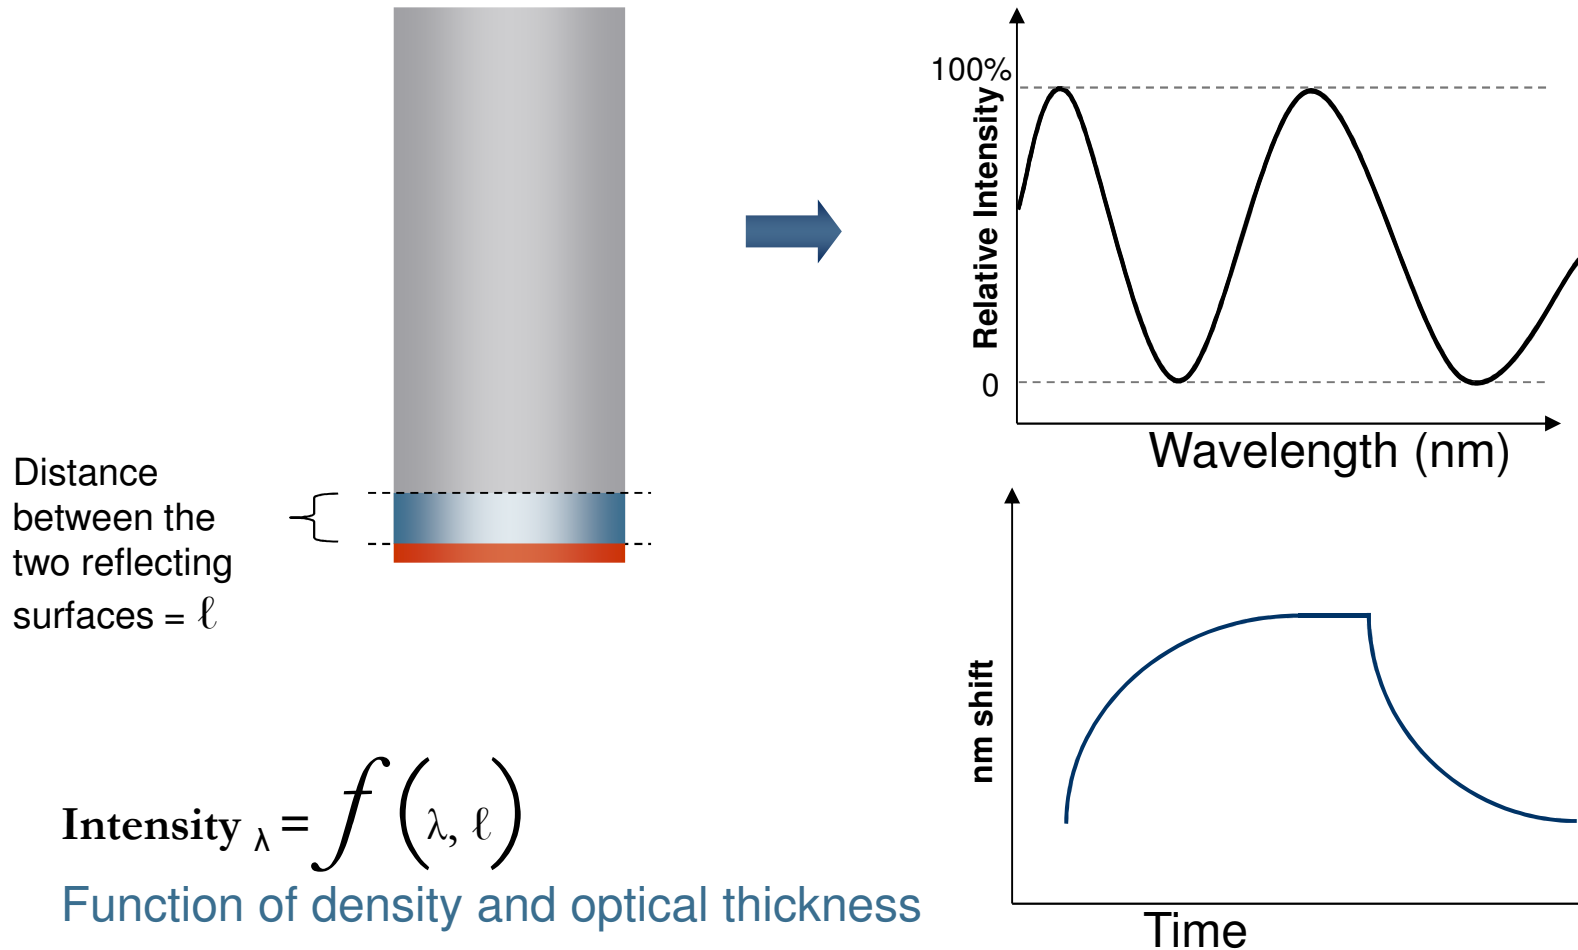 Distance
between the
two reflecting
surfaces = ℓ
Intensity λ = f (λ, ℓ)
Function of density and optical thickness
100%
Relative Intensity
0
Wavelength (nm)
nm shift
Time